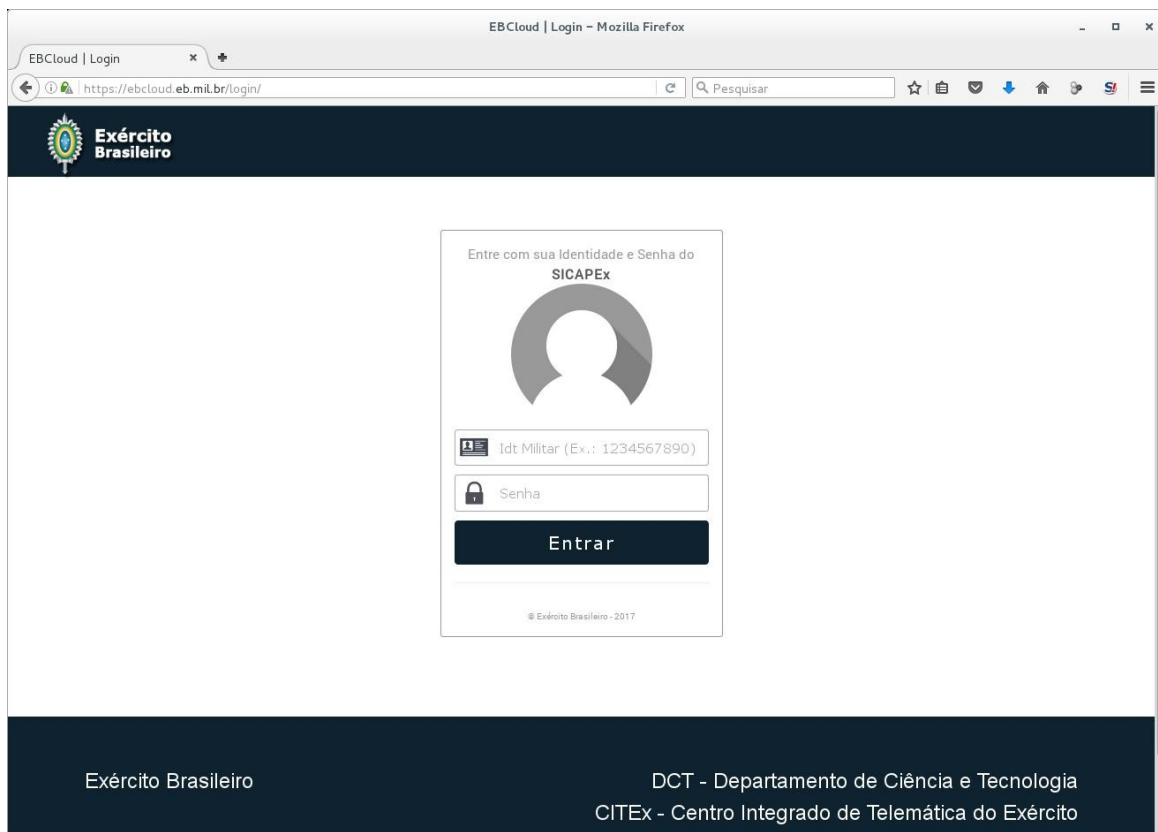 EBCloud | Login - Mozilla Firefox
EBCloud | Login
https://ebcloud.eb.mil.br/login/
Pesquisar
Exército
Brasileiro
Entre com sua Identidade e Senha do
SICAPEx
Idt Militar (Ex.: 1234567890)
Senha
Entrar
© Exército Brasileiro - 2017
Exército Brasileiro
DCT - Departamento de Ciência e Tecnologia
CITEx - Centro Integrado de Telemática do Exército